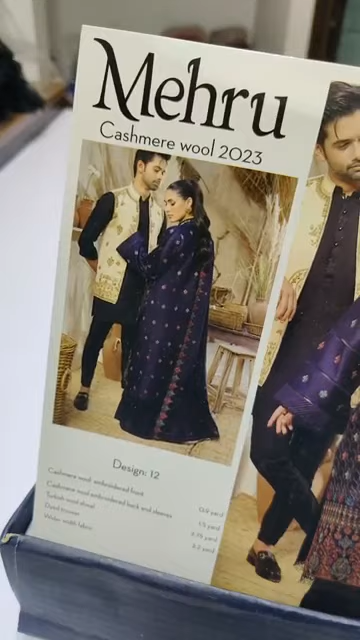 Mehru
Cashmere wool 2023
Design: 12
Cashmere wool embroidered front
Cashmere wool embroidered back and sleeves
Turkish wool shawl
Dyed trouser
Wider width fabric